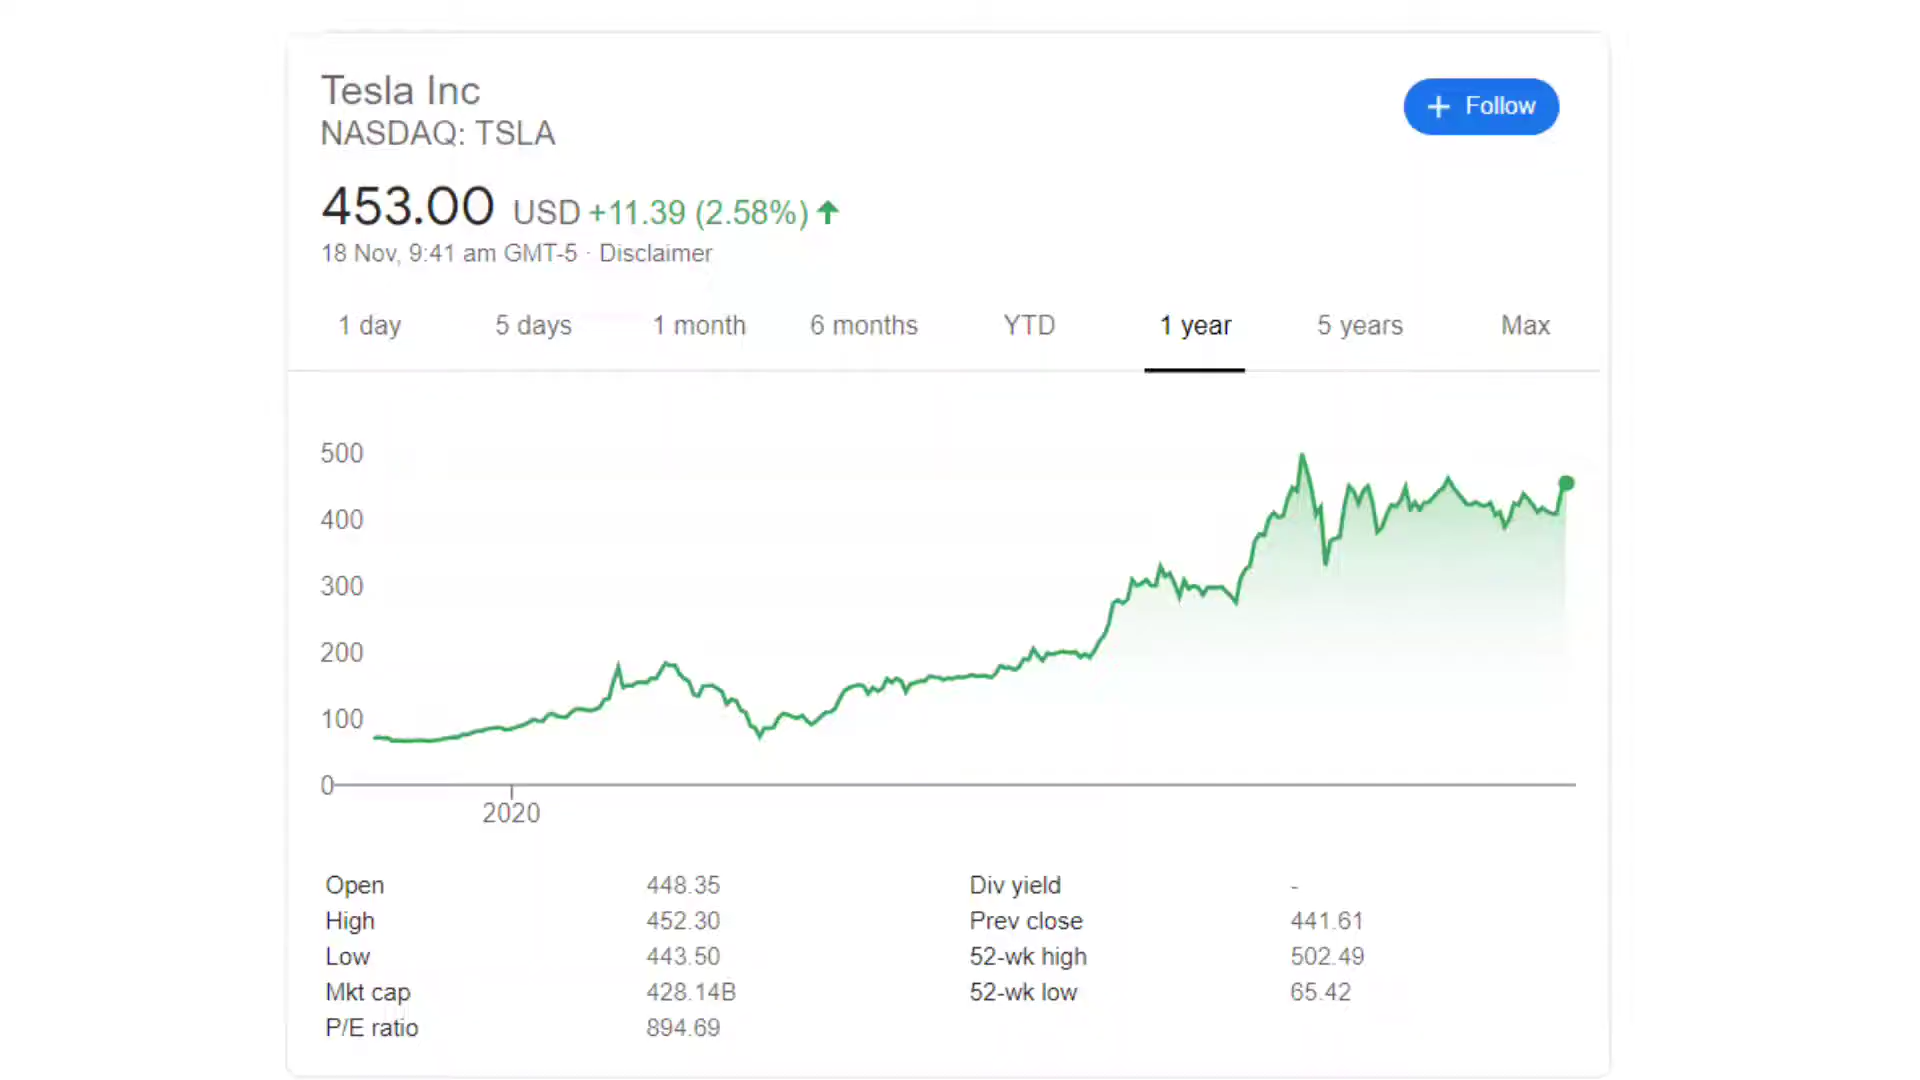 Tesla Inc
NASDAQ: TSLA
+ Follow
453.00 USD +11.39 (2.58%)
18 Nov, 9:41 am GMT-5 · Disclaimer
1 day 5 days 1 month 6 months YTD 1 year 5 years Max
500
400
300
200
100
0
2020
Open 448.35 Div yield -
High 452.30 Prev close 441.61
Low 443.50 52-wk high 502.49
Mkt cap 428.14B 52-wk low 65.42
P/E ratio 894.69